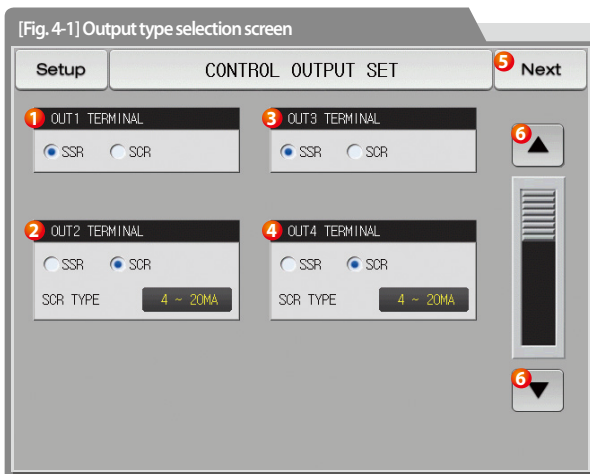 [Fig. 4-1] Output type selection screen
Setup
CONTROL OUTPUT SET
5 Next
1 OUT1 TERMINAL
SSR SCR
3 OUT3 TERMINAL
SSR SCR
6 ▲
2 OUT2 TERMINAL
SSR SCR
SCR TYPE 4 ~ 20MA
4 OUT4 TERMINAL
SSR SCR
SCR TYPE 4 ~ 20MA
6 ▼